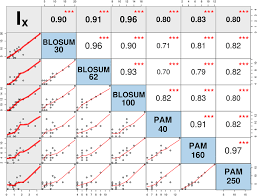 Ix 0.90 0.91 0.96 0.80 0.83 0.80
*** *** *** *** *** ***
BLOSUM 30 0.96 0.90 0.71 0.81 0.82
*** *** *** *** ***
BLOSUM 62 0.93 0.70 0.79 0.82
*** *** *** ***
BLOSUM 100 0.82 0.83 0.80
*** *** ***
PAM 40 0.91 0.82
*** ***
PAM 160 0.97
***
PAM 250